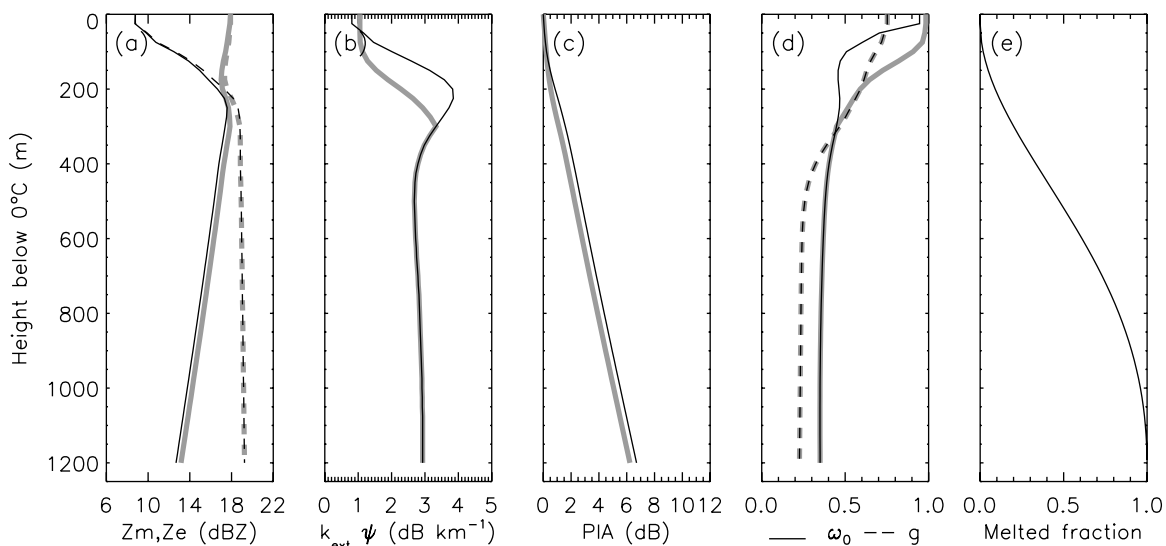 (a) (b) (c) (d) (e)
0
200
400
600
800
1000
1200
Height below 0°C (m)
6 10 14 18 22
0 1 2 3 4 5
0 2 4 6 8 10 12
0.0 0.5 1.0
0.0 0.5 1.0
Zm,Ze (dBZ)
k_ext ψ (dB km⁻¹)
PIA (dB)
ω₀ g
Melted fraction